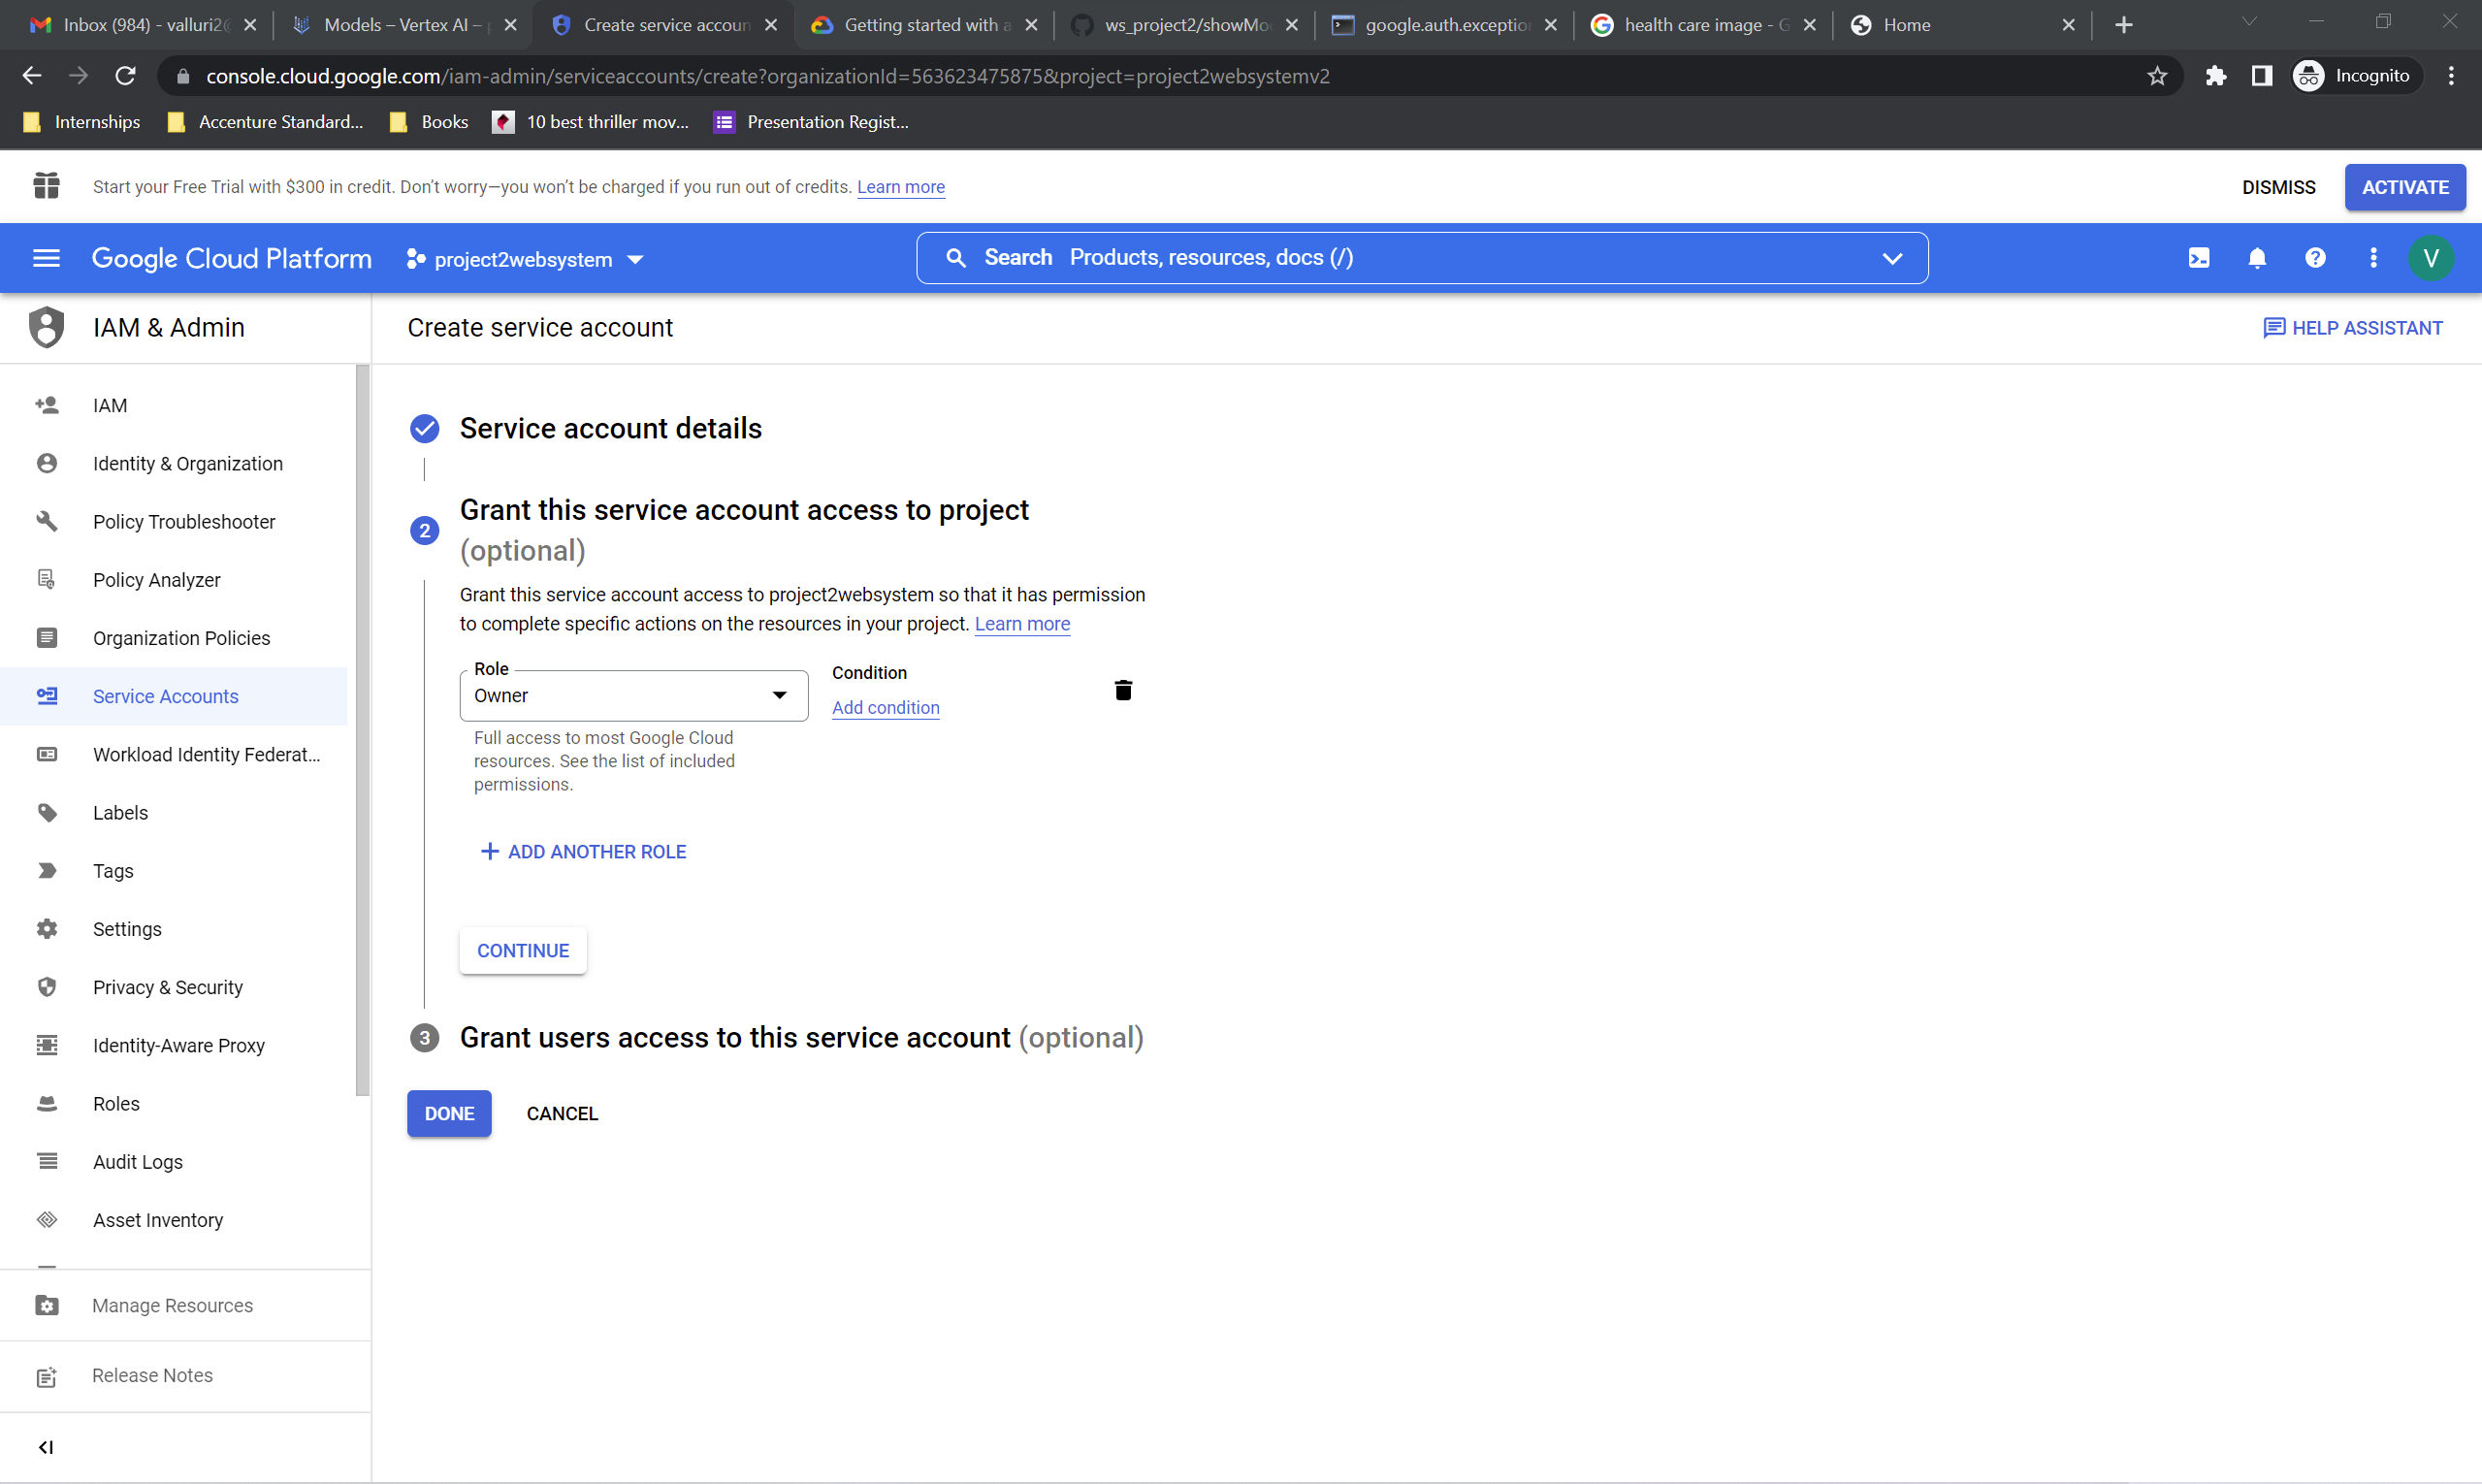 Inbox (984) - valluri2@
Models – Vertex AI –
Create service accoun
Getting started with a
ws_project2/showMo
google.auth.exceptio
health care image - G
Home
console.cloud.google.com/iam-admin/serviceaccounts/create?organizationId=563623475875&project=project2websystemv2
Incognito
Internships
Accenture Standard...
Books
10 best thriller mov...
Presentation Regist...
Start your Free Trial with $300 in credit. Don't worry—you won't be charged if you run out of credits. Learn more
DISMISS
ACTIVATE
Google Cloud Platform
project2websystem
Search Products, resources, docs (/)
V
IAM & Admin
Create service account
HELP ASSISTANT
IAM
Identity & Organization
Policy Troubleshooter
Policy Analyzer
Organization Policies
Service Accounts
Workload Identity Federat...
Labels
Tags
Settings
Privacy & Security
Identity-Aware Proxy
Roles
Audit Logs
Asset Inventory
Manage Resources
Release Notes
Service account details
2
Grant this service account access to project
(optional)
Grant this service account access to project2websystem so that it has permission
to complete specific actions on the resources in your project. Learn more
Role
Owner
Condition
Add condition
Full access to most Google Cloud
resources. See the list of included
permissions.
+ ADD ANOTHER ROLE
CONTINUE
3
Grant users access to this service account (optional)
DONE
CANCEL